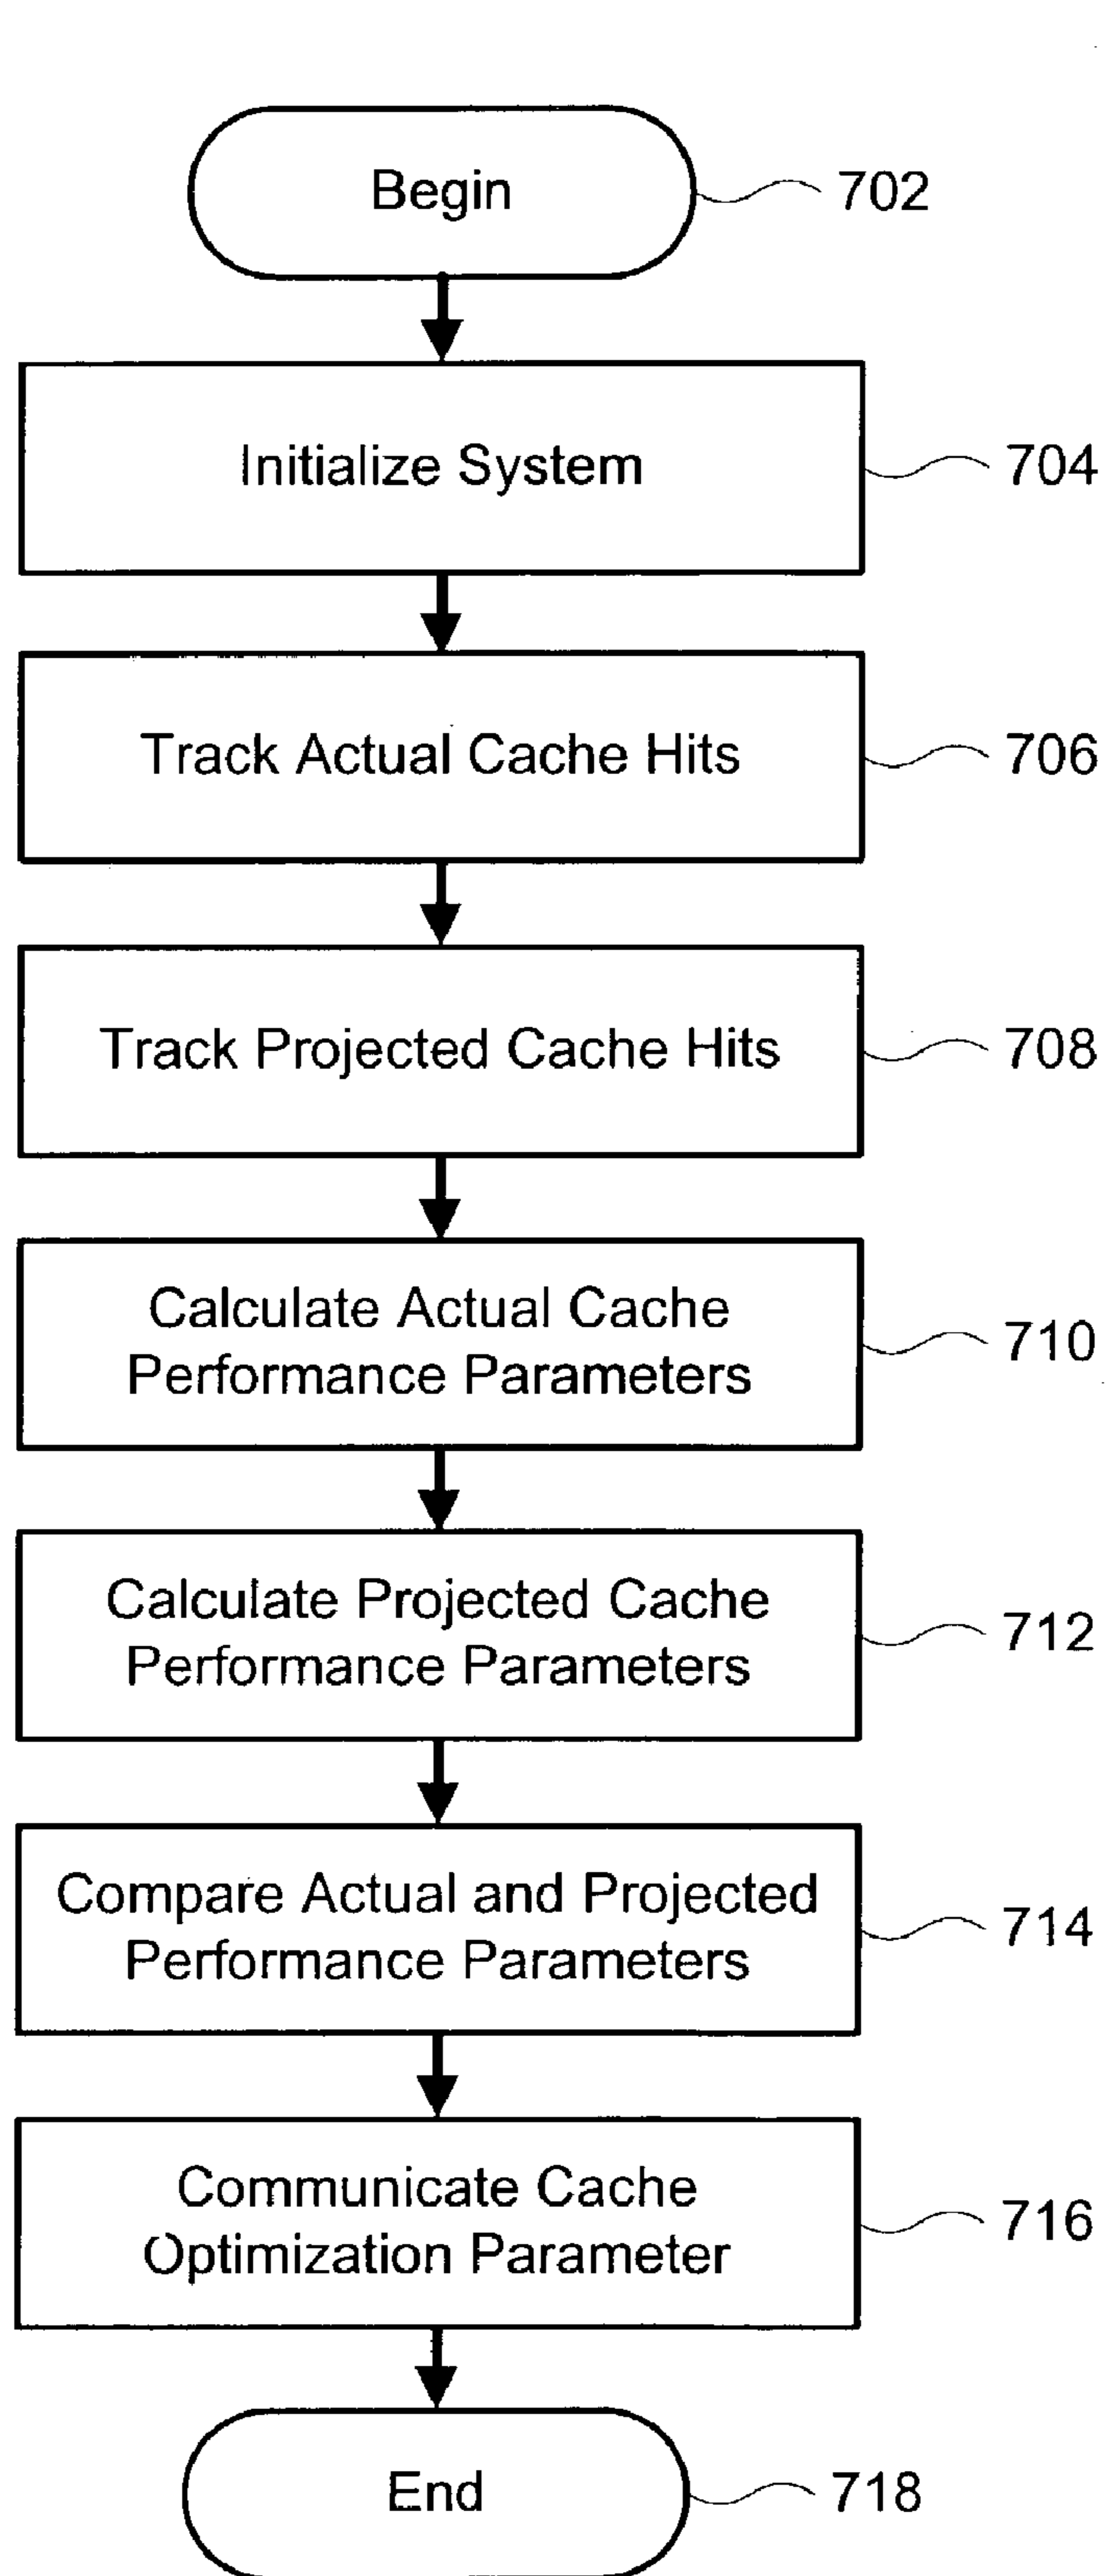 Begin
702
Initialize System
704
Track Actual Cache Hits
706
Track Projected Cache Hits
708
Calculate Actual Cache
Performance Parameters
710
Calculate Projected Cache
Performance Parameters
712
Compare Actual and Projected
Performance Parameters
714
Communicate Cache
Optimization Parameter
716
End
718